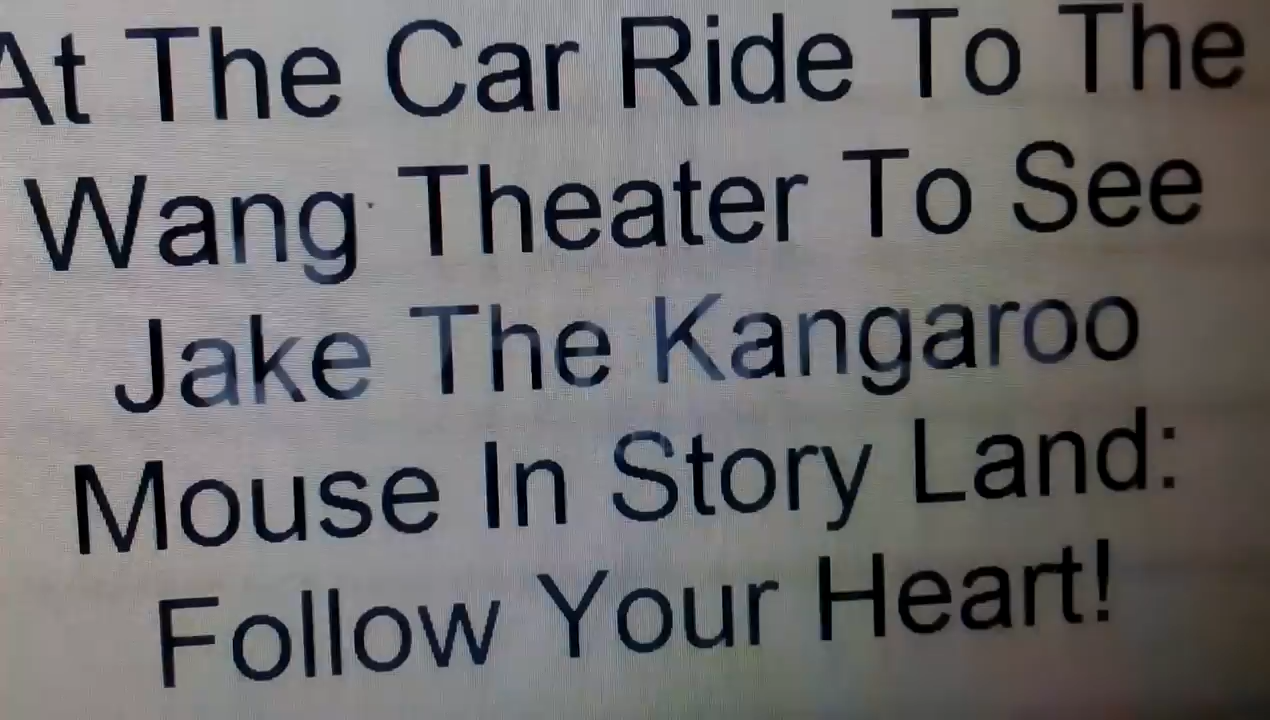 At The Car Ride To The
Wang Theater To See
Jake The Kangaroo
Mouse In Story Land:
Follow Your Heart!